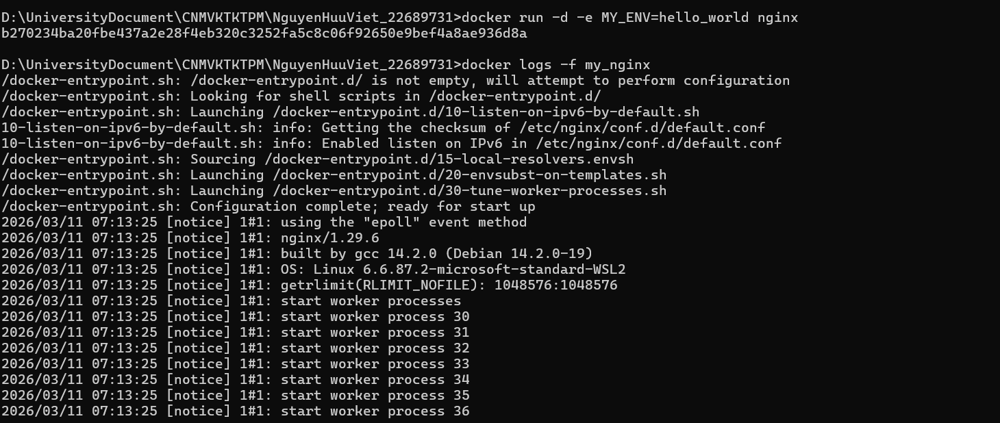 D:\UniversityDocument\CNMVKTKTPM\NguyenHuuViet_22689731>docker run -d -e MY_ENV=hello_world nginx
b270234ba20fbe437a2e28f4eb320c3252fa5c8c06f92650e9bef4a8ae936d8a
D:\UniversityDocument\CNMVKTKTPM\NguyenHuuViet_22689731>docker logs -f my_nginx
/docker-entrypoint.sh: /docker-entrypoint.d/ is not empty, will attempt to perform configuration
/docker-entrypoint.sh: Looking for shell scripts in /docker-entrypoint.d/
/docker-entrypoint.sh: Launching /docker-entrypoint.d/10-listen-on-ipv6-by-default.sh
10-listen-on-ipv6-by-default.sh: info: Getting the checksum of /etc/nginx/conf.d/default.conf
10-listen-on-ipv6-by-default.sh: info: Enabled listen on IPv6 in /etc/nginx/conf.d/default.conf
/docker-entrypoint.sh: Sourcing /docker-entrypoint.d/15-local-resolvers.envsh
/docker-entrypoint.sh: Launching /docker-entrypoint.d/20-envsubst-on-templates.sh
/docker-entrypoint.sh: Launching /docker-entrypoint.d/30-tune-worker-processes.sh
/docker-entrypoint.sh: Configuration complete; ready for start up
2026/03/11 07:13:25 [notice] 1#1: using the "epoll" event method
2026/03/11 07:13:25 [notice] 1#1: nginx/1.29.6
2026/03/11 07:13:25 [notice] 1#1: built by gcc 14.2.0 (Debian 14.2.0-19)
2026/03/11 07:13:25 [notice] 1#1: OS: Linux 6.6.87.2-microsoft-standard-WSL2
2026/03/11 07:13:25 [notice] 1#1: getrlimit(RLIMIT_NOFILE): 1048576:1048576
2026/03/11 07:13:25 [notice] 1#1: start worker processes
2026/03/11 07:13:25 [notice] 1#1: start worker process 30
2026/03/11 07:13:25 [notice] 1#1: start worker process 31
2026/03/11 07:13:25 [notice] 1#1: start worker process 32
2026/03/11 07:13:25 [notice] 1#1: start worker process 33
2026/03/11 07:13:25 [notice] 1#1: start worker process 34
2026/03/11 07:13:25 [notice] 1#1: start worker process 35
2026/03/11 07:13:25 [notice] 1#1: start worker process 36